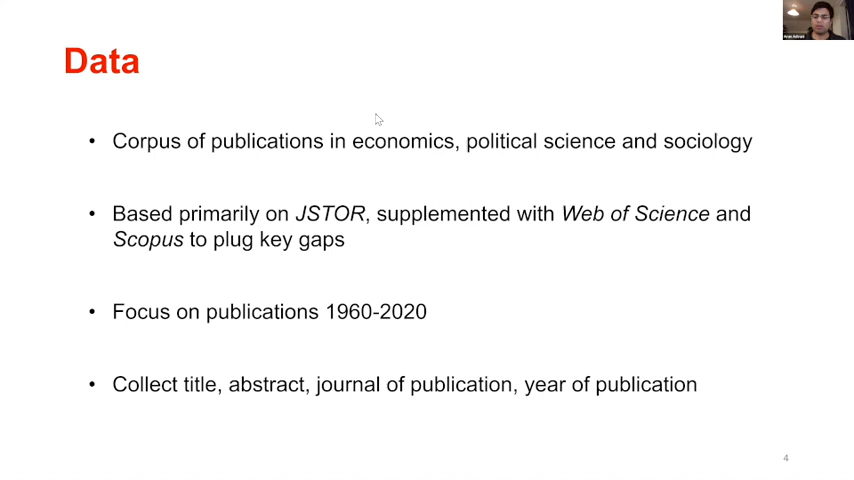 Data
• Corpus of publications in economics, political science and sociology
• Based primarily on JSTOR, supplemented with Web of Science and
Scopus to plug key gaps
• Focus on publications 1960-2020
• Collect title, abstract, journal of publication, year of publication
4